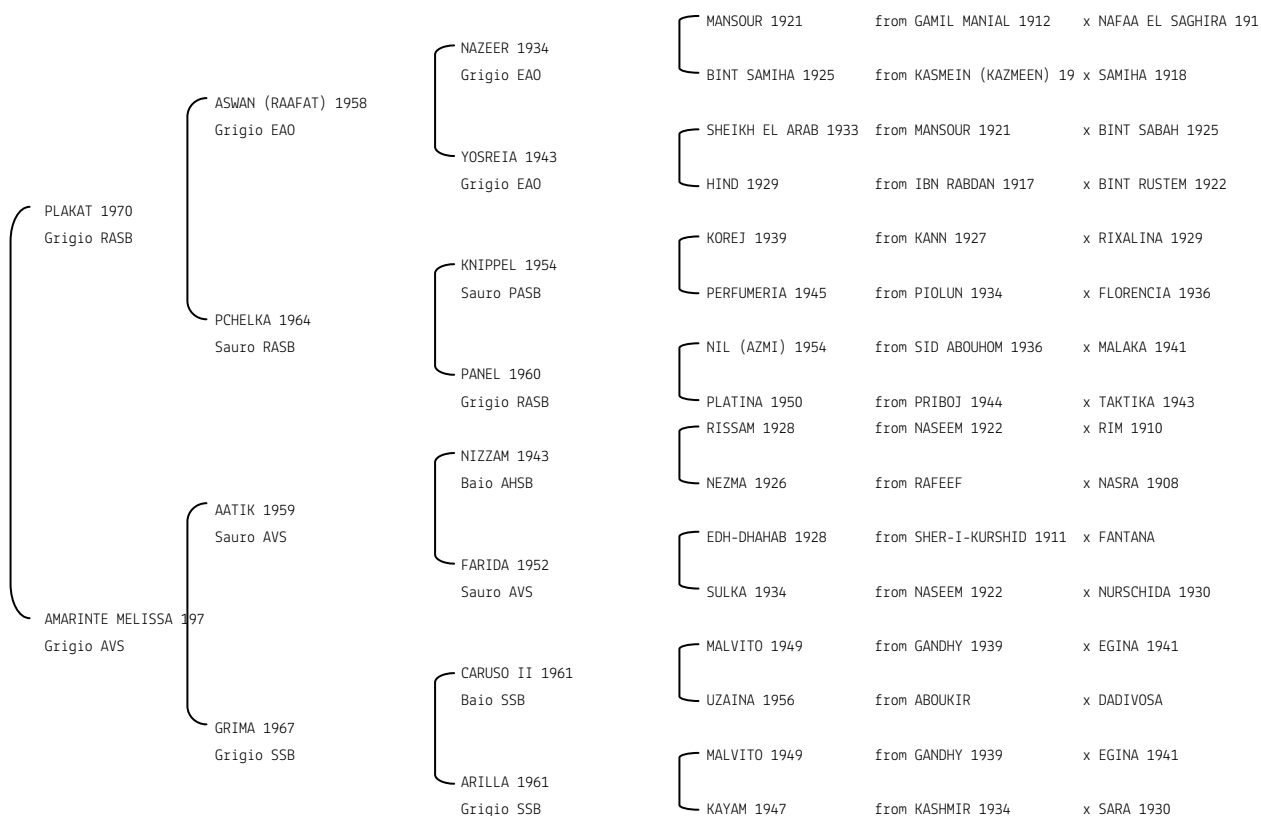 MANSOUR 1921 from GAMIL MANIAL 1912 x NAFAA EL SAGHIRA 191
NAZEER 1934
Grigio EAO
BINT SAMIHA 1925 from KASMEIN (KAZMEEN) 19 x SAMIHA 1918
ASWAN (RAAFAT) 1958
Grigio EAO
SHEIKH EL ARAB 1933 from MANSOUR 1921 x BINT SABAH 1925
YOSREIA 1943
Grigio EAO
HIND 1929 from IBN RABDAN 1917 x BINT RUSTEM 1922
PLAKAT 1970
Grigio RASB
KOREJ 1939 from KANN 1927 x RIXALINA 1929
KNIPPEL 1954
Sauro PASB
PERFUMERIA 1945 from PIOLUN 1934 x FLORENCIA 1936
PCHELKA 1964
Sauro RASB
NIL (AZMI) 1954 from SID ABOUHOM 1936 x MALAKA 1941
PANEL 1960
Grigio RASB
PLATINA 1950 from PRIBOJ 1944 x TAKTIKA 1943
RISSAM 1928 from NASEEM 1922 x RIM 1910
NIZZAM 1943
Baio AHSB
NEZMA 1926 from RAFEEF x NASRA 1908
AATIK 1959
Sauro AVS
EDH-DHAHAB 1928 from SHER-I-KURSHID 1911 x FANTANA
FARIDA 1952
Sauro AVS
SULKA 1934 from NASEEM 1922 x NURSCHIDA 1930
AMARINTE MELISSA 197
Grigio AVS
MALVITO 1949 from GANDHY 1939 x EGINA 1941
CARUSO II 1961
Baio SSB
UZAINA 1956 from ABOUKIR x DADIVOSA
GRIMA 1967
Grigio SSB
MALVITO 1949 from GANDHY 1939 x EGINA 1941
ARILLA 1961
Grigio SSB
KAYAM 1947 from KASHMIR 1934 x SARA 1930